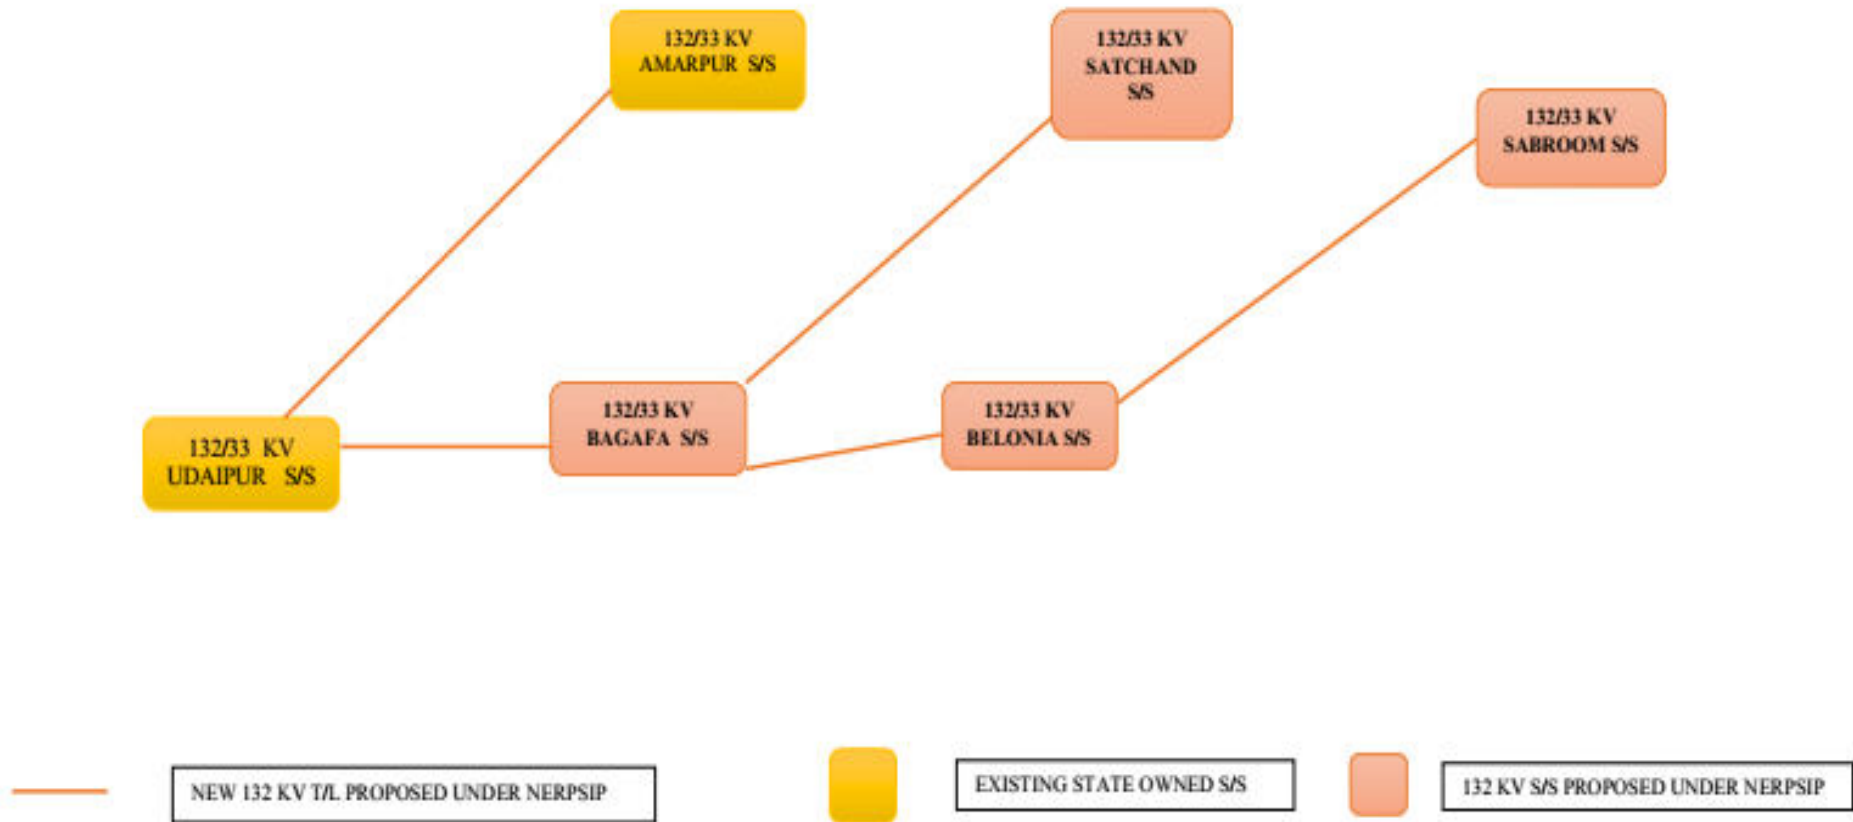 132/33 KV
AMARPUR S/S
132/33 KV
SATCHAND
S/S
132/33 KV
SABROOM S/S
132/33 KV
UDAIPUR S/S
132/33 KV
BAGAFA S/S
132/33 KV
BELONIA S/S
NEW 132 KV T/L PROPOSED UNDER NERPSIP
EXISTING STATE OWNED S/S
132 KV S/S PROPOSED UNDER NERPSIP